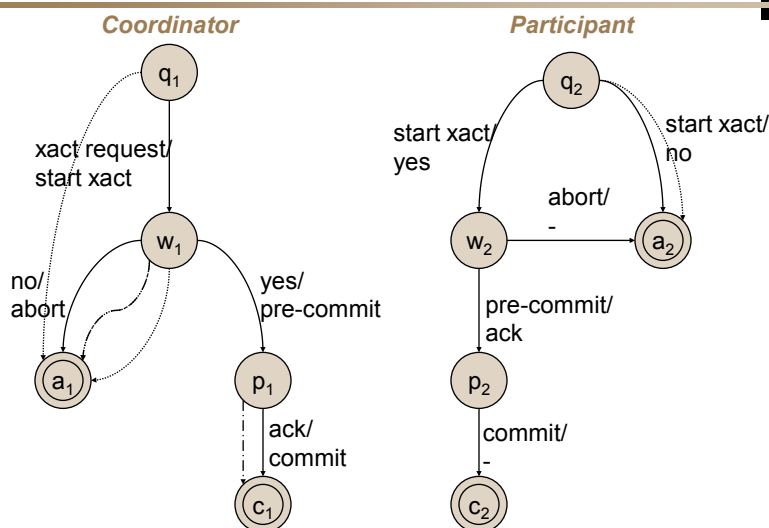 Coordinator
q1
xact request/
start xact
w1
no/
abort
yes/
pre-commit
a1
p1
ack/
commit
c1
Participant
q2
start xact/
yes
start xact/
no
abort/
-
w2
a2
pre-commit/
ack
p2
commit/
-
c2